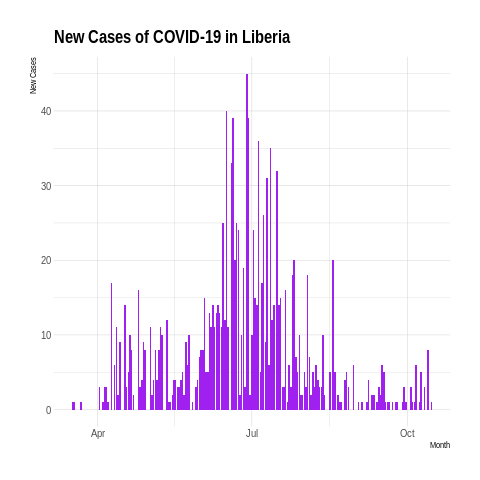 New Cases of COVID-19 in Liberia
New Cases
40
30
20
10
0
Apr
Jul
Oct
Month